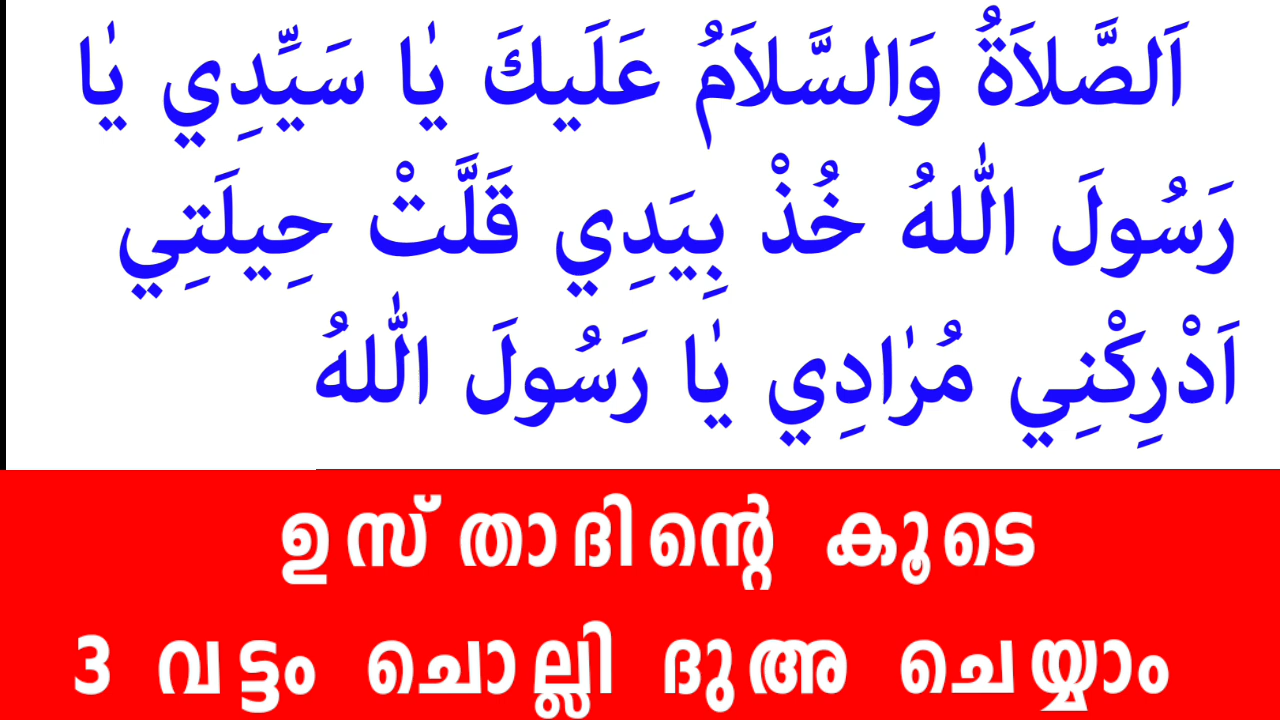 اَلصَّلاَةُ وَالسَّلاَمُ عَلَيكَ يٰا سَيِّدِي يٰا
رَسُولَ اللّٰهُ خُذْ بِيَدِي قَلَّتْ حِيلَتِي
اَدْرِكْنِي مُرٰادِي يٰا رَسُولَ اللّٰهُ
ഉസ്താദിന്റെ കൂടെ
3 വട്ടം ചൊല്ലി ദുഅ ചെയ്യാം